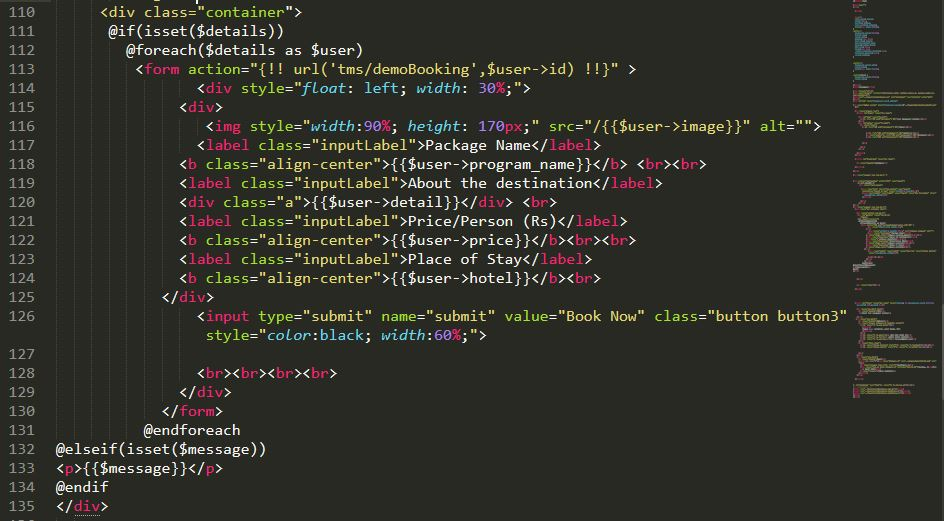 110 <div class="container">
111 @if(isset($details))
112 @foreach($details as $user)
113 <form action="{!! url('tms/demoBooking',$user->id) !!}" >
114 <div style="float: left; width: 30%;">
115 <div>
116 <img style="width:90%; height: 170px;" src="/{{$user->image}}" alt="">
117 <label class="inputLabel">Package Name</label>
118 <b class="align-center">{{$user->program_name}}</b> <br><br>
119 <label class="inputLabel">About the destination</label>
120 <div class="a">{{$user->detail}}</div> <br>
121 <label class="inputLabel">Price/Person (Rs)</label>
122 <b class="align-center">{{$user->price}}</b><br><br>
123 <label class="inputLabel">Place of Stay</label>
124 <b class="align-center">{{$user->hotel}}</b><br>
125 </div>
126 <input type="submit" name="submit" value="Book Now" class="button button3"
style="color:black; width:60%;">
127
128 <br><br><br><br>
129 </div>
130 </form>
131 @endforeach
132 @elseif(isset($message))
133 <p>{{$message}}</p>
134 @endif
135 </div>